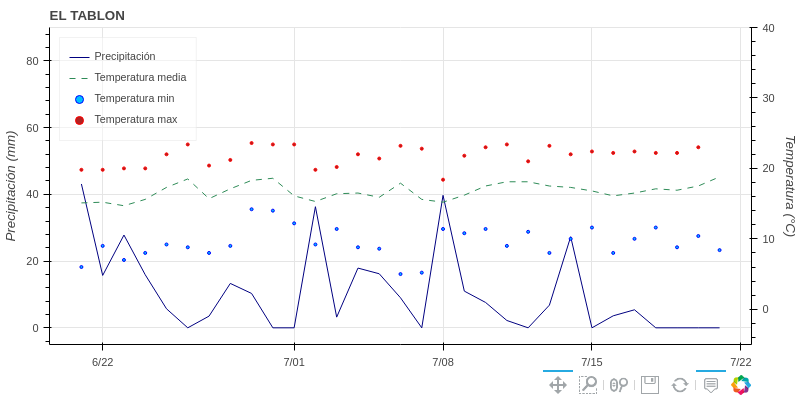 EL TABLON
Precipitación
Temperatura media
Temperatura min
Temperatura max
Precipitación (mm)
80
60
40
20
0
Temperatura (°C)
40
30
20
10
0
6/22
7/01
7/08
7/15
7/22